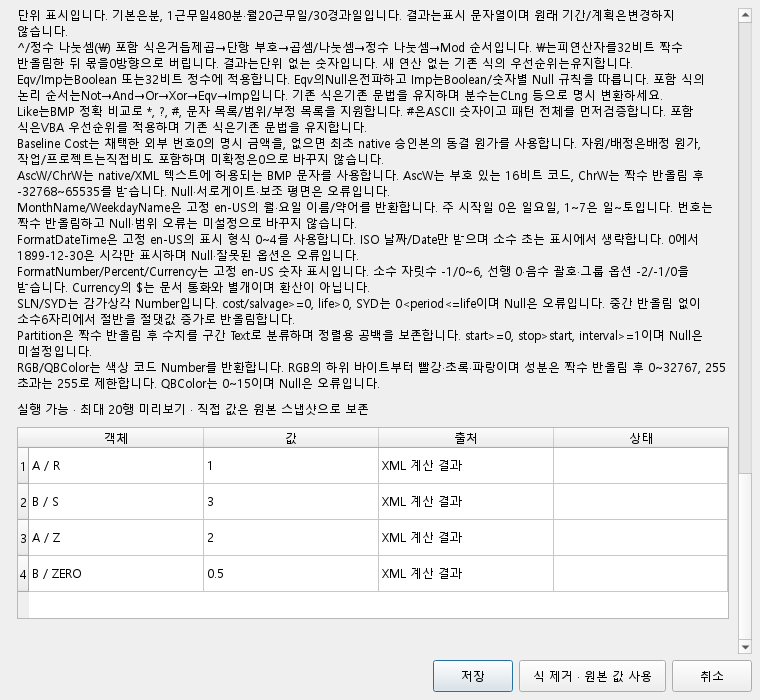 단위 표시입니다. 기본은분, 1근무일480분·월20근무일/30경과일입니다. 결과는표시 문자열이며 원래 기간/계획은변경하지
않습니다.
^/정수 나눗셈(₩) 포함 식은거듭제곱→단항 부호→곱셈/나눗셈→정수 나눗셈→Mod 순서입니다. ₩는피연산자를32비트 짝수
반올림한 뒤 몫을0방향으로 버립니다. 결과는단위 없는 숫자입니다. 새 연산 없는 기존 식의 우선순위는유지합니다.
Eqv/Imp는Boolean 또는32비트 정수에 적용합니다. Eqv의Null은전파하고 Imp는Boolean/숫자별 Null 규칙을 따릅니다. 포함 식의
논리 순서는Not→And→Or→Xor→Eqv→Imp입니다. 기존 식은기존 문법을 유지하며 분수는CLng 등으로 명시 변환하세요.
Like는BMP 정확 비교로 *, ?, #, 문자 목록/범위/부정 목록을 지원합니다. #은ASCII 숫자이고 패턴 전체를 먼저검증합니다. 포함
식은VBA 우선순위를 적용하며 기존 식은기존 문법을 유지합니다.
Baseline Cost는 채택한 외부 번호0의 명시 금액을, 없으면 최초 native 승인본의 동결 원가를 사용합니다. 자원/배정은배정 원가,
작업/프로젝트는직접비도 포함하며 미확정은0으로 바꾸지 않습니다.
AscW/ChrW는 native/XML 텍스트에 허용되는 BMP 문자를 사용합니다. AscW는 부호 있는 16비트 코드, ChrW는 짝수 반올림 후
-32768~65535를 받습니다. Null·서로게이트·보조 평면은 오류입니다.
MonthName/WeekdayName은 고정 en-US의 월·요일 이름/약어를 반환합니다. 주 시작일 0은 일요일, 1~7은 일~토입니다. 번호는
짝수 반올림하고 Null·범위 오류는 미설정으로 바꾸지 않습니다.
FormatDateTime은 고정 en-US의 표시 형식 0~4를 사용합니다. ISO 날짜/Date만 받으며 소수 초는 표시에서 생략합니다. 0에서
1899-12-30은 시각만 표시하며 Null·잘못된 옵션은 오류입니다.
FormatNumber/Percent/Currency는 고정 en-US 숫자 표시입니다. 소수 자릿수 -1/0~6, 선행 0·음수 괄호·그룹 옵션 -2/-1/0을
받습니다. Currency의 $는 문서 통화와 별개이며 환산이 아닙니다.
SLN/SYD는 감가상각 Number입니다. cost/salvage>=0, life>0, SYD는 0<period<=life이며 Null은 오류입니다. 중간 반올림 없이
소수6자리에서 절반을 절댓값 증가로 반올림합니다.
Partition은 짝수 반올림 후 수치를 구간 Text로 분류하며 정렬용 공백을 보존합니다. start>=0, stop>start, interval>=1이며 Null은
미설정입니다.
RGB/QBColor는 색상 코드 Number를 반환합니다. RGB의 하위 바이트부터 빨강·초록·파랑이며 성분은 짝수 반올림 후 0~32767, 255
초과는 255로 제한합니다. QBColor는 0~15이며 Null은 오류입니다.
실행 가능 · 최대 20행 미리보기 · 직접 값은 원본 스냅샷으로 보존
객체 값 출처 상태
1 A / R 1 XML 계산 결과
2 B / S 3 XML 계산 결과
3 A / Z 2 XML 계산 결과
4 B / ZERO 0.5 XML 계산 결과
저장 식 제거 · 원본 값 사용 취소